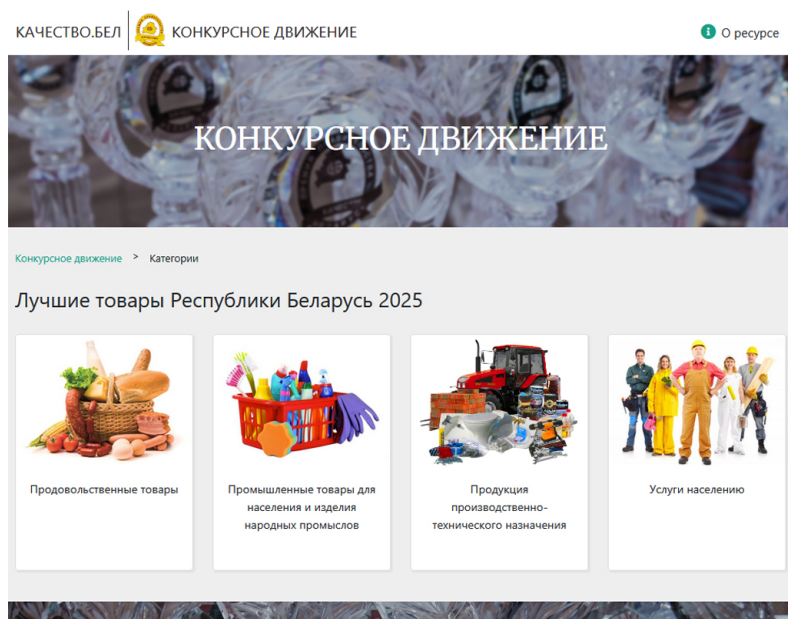 КАЧЕСТВО.БЕЛ
КОНКУРСНОЕ ДВИЖЕНИЕ
О ресурсе
КОНКУРСНОЕ ДВИЖЕНИЕ
Конкурсное движение > Категории
Лучшие товары Республики Беларусь 2025
Продовольственные товары
Промышленные товары для
населения и изделия
народных промыслов
Продукция
производственно-
технического назначения
Услуги населению